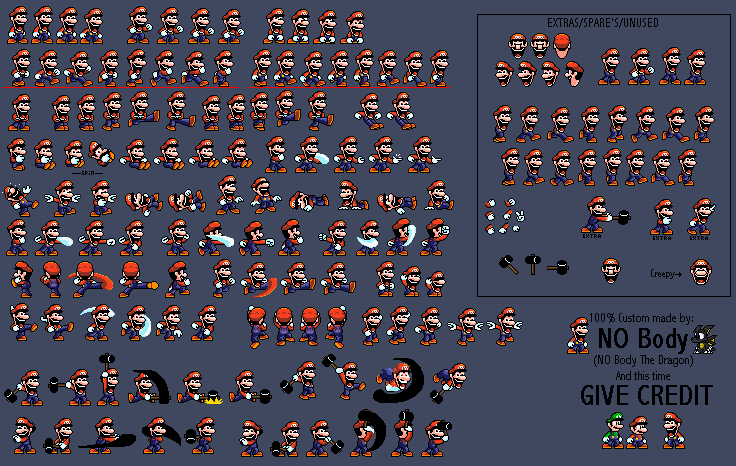 EXTRAS/SPARE'S/UNUSED
SPIN
EXTRA
EXTRA
EXTRA
Creepy→
100% Custom made by:
NO Body
(NO Body The Dragon)
And this time
GIVE CREDIT